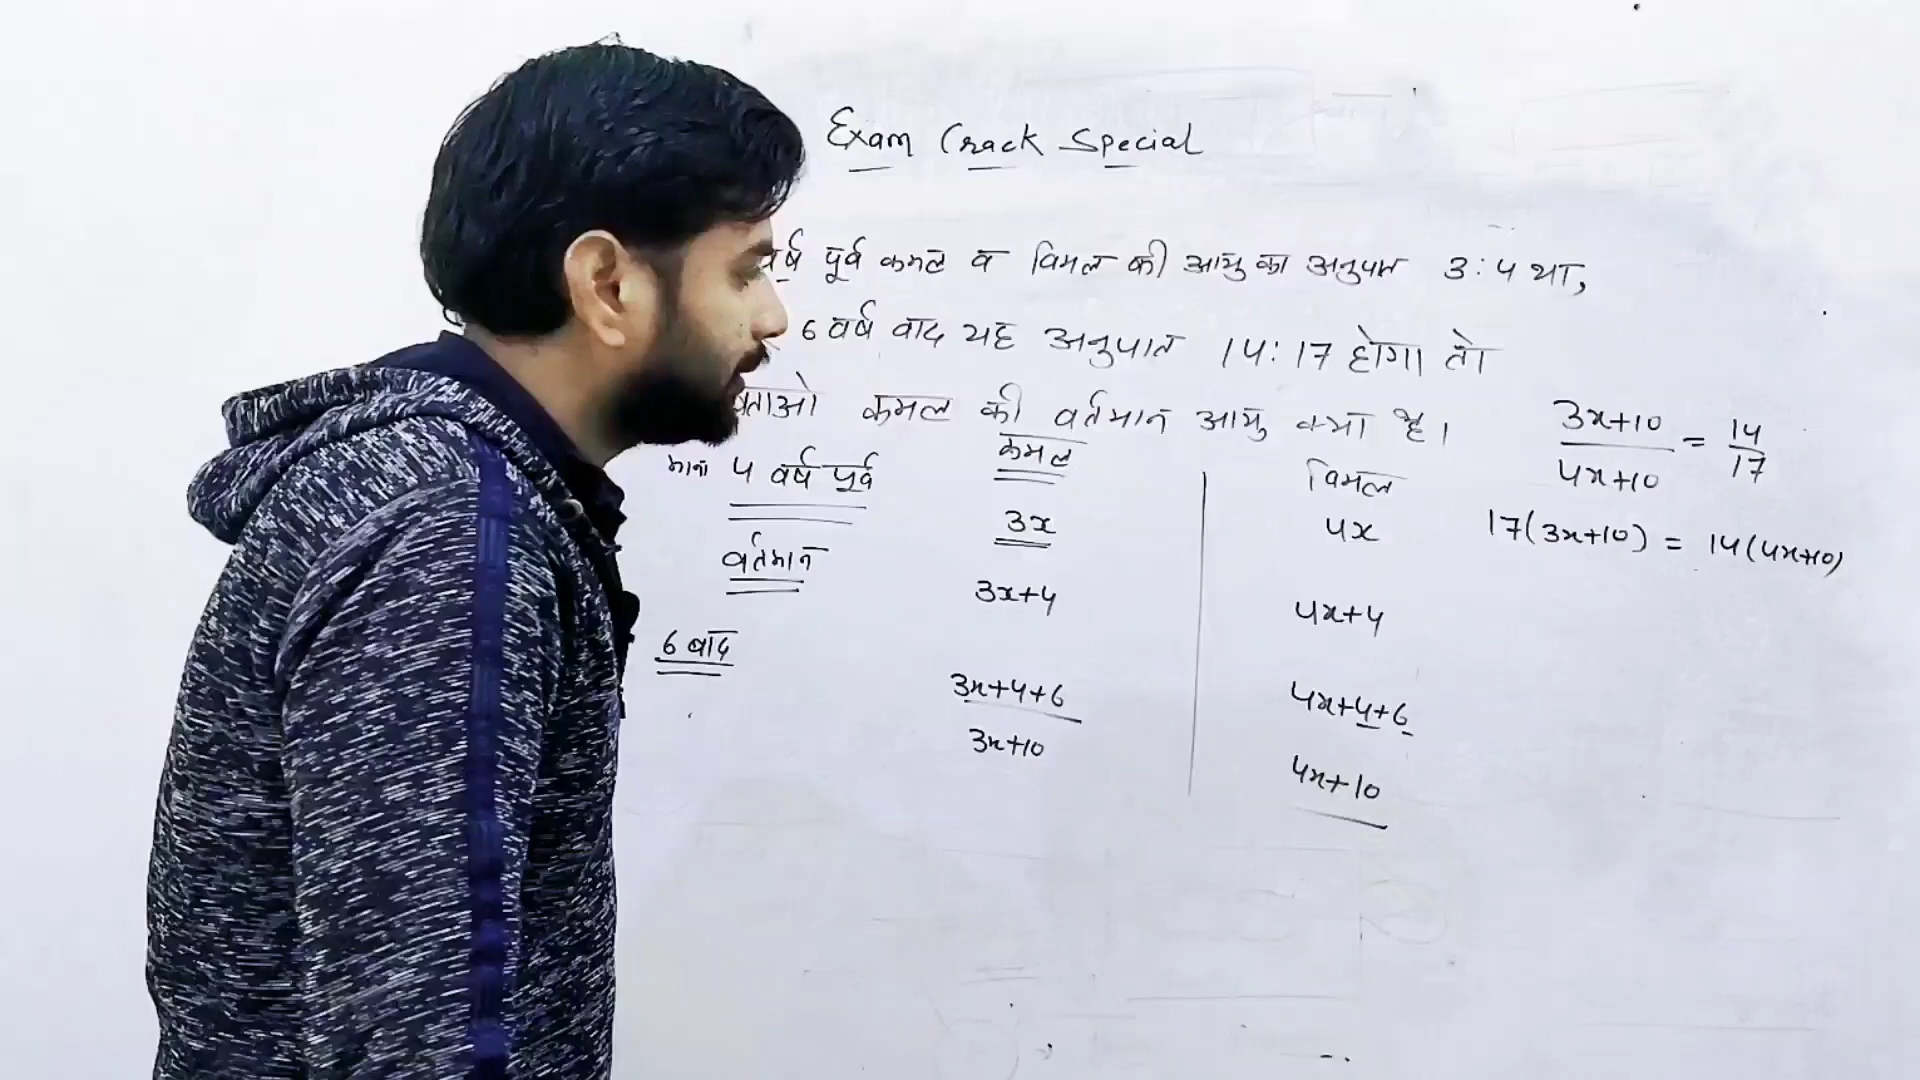 Exam Crack Special
वर्ष पूर्व कमल व विमल की आयु का अनुपात 3:4 था,
6 वर्ष बाद यह अनुपात 14:17 होगा तो
बताओ कमल की वर्तमान आयु क्या है।
माना 4 वर्ष पूर्व
कमल
विमल
3x
4x
वर्तमान
3x+4
4x+4
6 बाद
3x+4+6
4x+4+6
3x+10
4x+10
3x+10/4x+10 = 14/17
17(3x+10) = 14(4x+10)